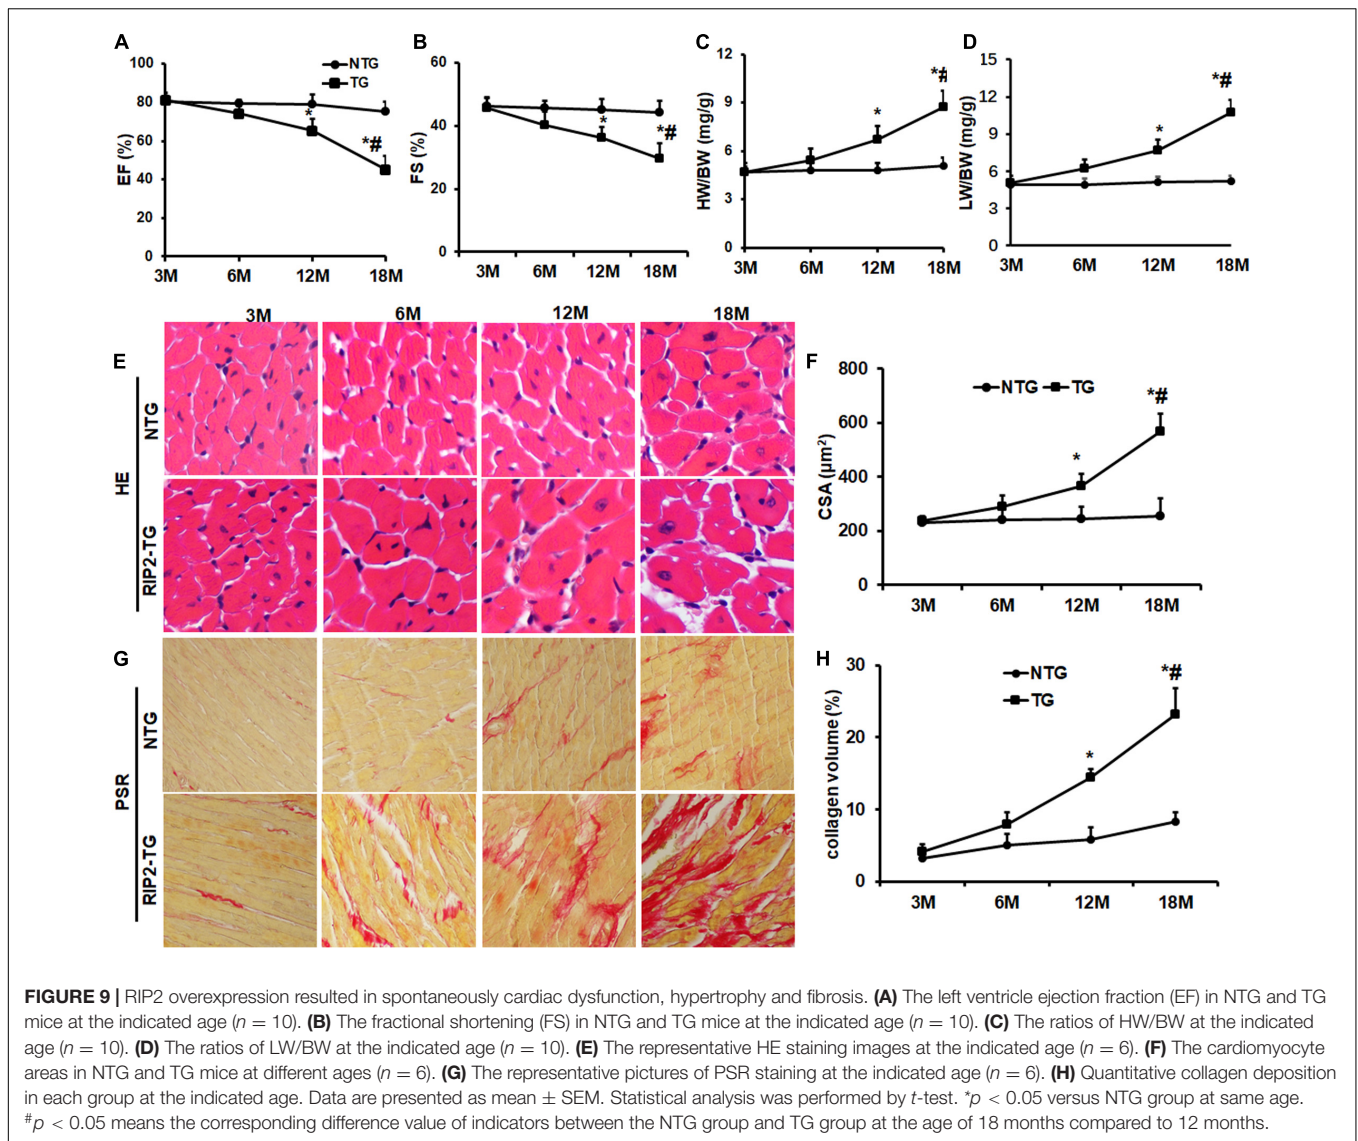 A
B
C
D
100
80
60
40
20
0
EF (%)
NTG
TG
*
*#
3M 6M 12M 18M
60
40
20
0
FS (%)
*
*#
3M 6M 12M 18M
12
9
6
3
0
HW/BW (mg/g)
*
*#
3M 6M 12M 18M
15
12
9
6
3
0
LW/BW (mg/g)
*
*#
3M 6M 12M 18M
3M 6M 12M 18M
E
HE
NTG
RIP2-TG
F
800
600
400
200
0
CSA (µm²)
NTG TG
*
*#
3M 6M 12M 18M
G
PSR
NTG
RIP2-TG
H
30
20
10
0
collagen volume (%)
NTG
TG
*
*#
3M 6M 12M 18M
FIGURE 9 | RIP2 overexpression resulted in spontaneously cardiac dysfunction, hypertrophy and fibrosis. (A) The left ventricle ejection fraction (EF) in NTG and TG
mice at the indicated age (n = 10). (B) The fractional shortening (FS) in NTG and TG mice at the indicated age (n = 10). (C) The ratios of HW/BW at the indicated
age (n = 10). (D) The ratios of LW/BW at the indicated age (n = 10). (E) The representative HE staining images at the indicated age (n = 6). (F) The cardiomyocyte
areas in NTG and TG mice at different ages (n = 6). (G) The representative pictures of PSR staining at the indicated age (n = 6). (H) Quantitative collagen deposition
in each group at the indicated age. Data are presented as mean ± SEM. Statistical analysis was performed by t-test. *p < 0.05 versus NTG group at same age.
#p < 0.05 means the corresponding difference value of indicators between the NTG group and TG group at the age of 18 months compared to 12 months.